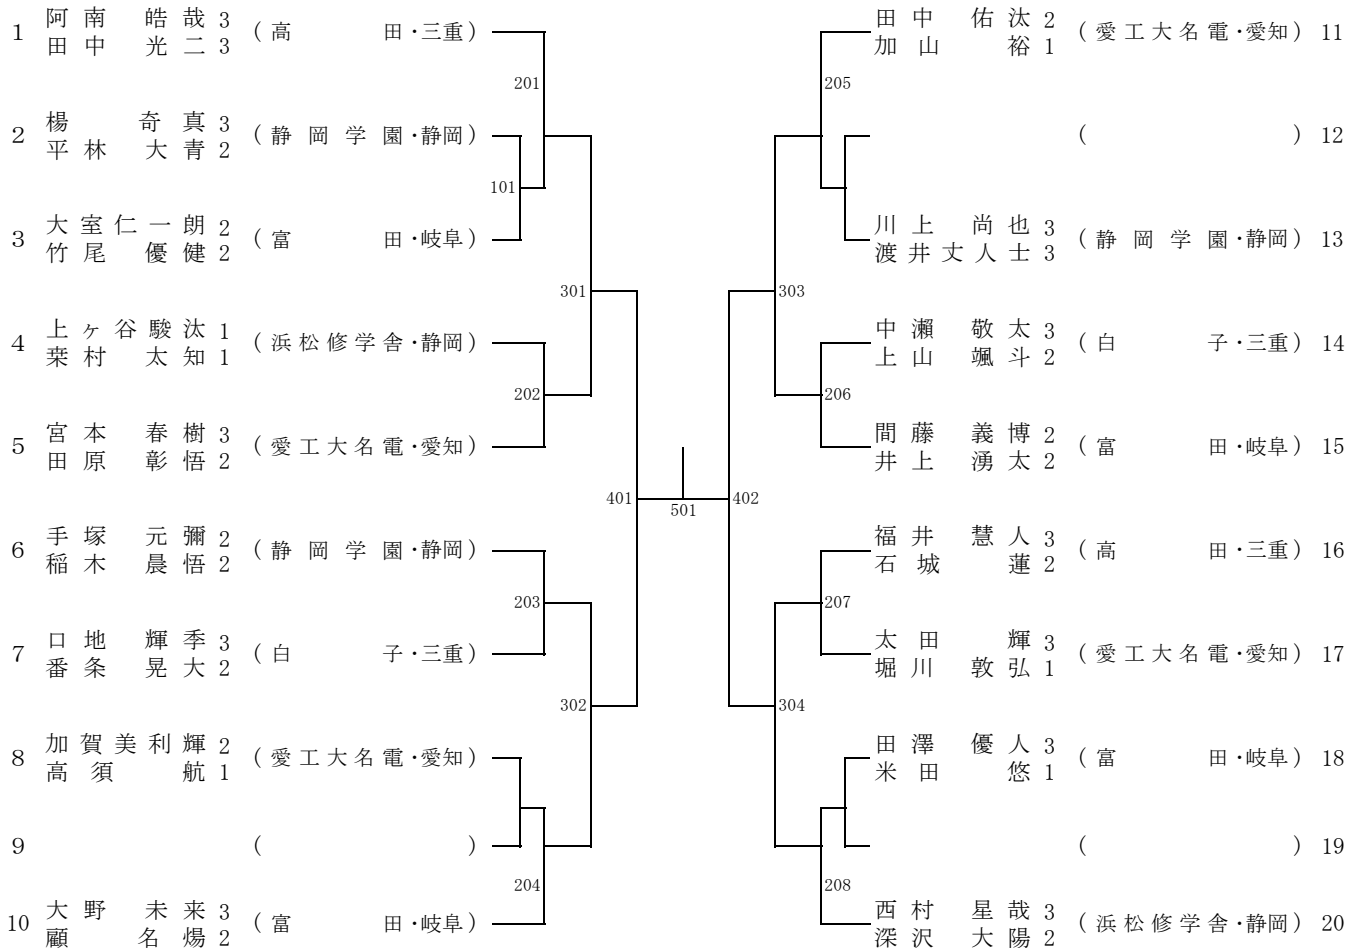 1 阿南 皓哉 3 (高 田・三重)
田中 光二 3
201
2 楊 奇真 3 (静岡学園・静岡)
平林 大青 2
101
3 大室仁一朗 2 (富 田・岐阜)
竹尾 優健 2
301
4 上ヶ谷駿汰 1 (浜松修学舎・静岡)
桒村 太知 1
202
5 宮本 春樹 3 (愛工大名電・愛知)
田原 彰悟 2
401
6 手塚 元彌 2 (静岡学園・静岡)
稲木 晨悟 2
203
7 口地 輝季 3 (白 子・三重)
番条 晃大 2
302
8 加賀美利輝 2 (愛工大名電・愛知)
高須 航 1
9 ( )
204
10 大野 未来 3 (富 田・岐阜)
顧 名煬 2
501
田中 佑汰 2 (愛工大名電・愛知) 11
加山 裕 1
205
( ) 12
川上 尚也 3 (静岡学園・静岡) 13
渡井丈人士 3
303
中瀬 敬太 3 (白 子・三重) 14
上山 颯斗 2
206
間藤 義博 2 (富 田・岐阜) 15
井上 湧太 2
402
福井 慧人 3 (高 田・三重) 16
石城 蓮 2
207
太田 輝 3 (愛工大名電・愛知) 17
堀川 敦弘 1
304
田澤 優人 3 (富 田・岐阜) 18
米田 悠 1
( ) 19
208
西村 星哉 3 (浜松修学舎・静岡) 20
深沢 大陽 2